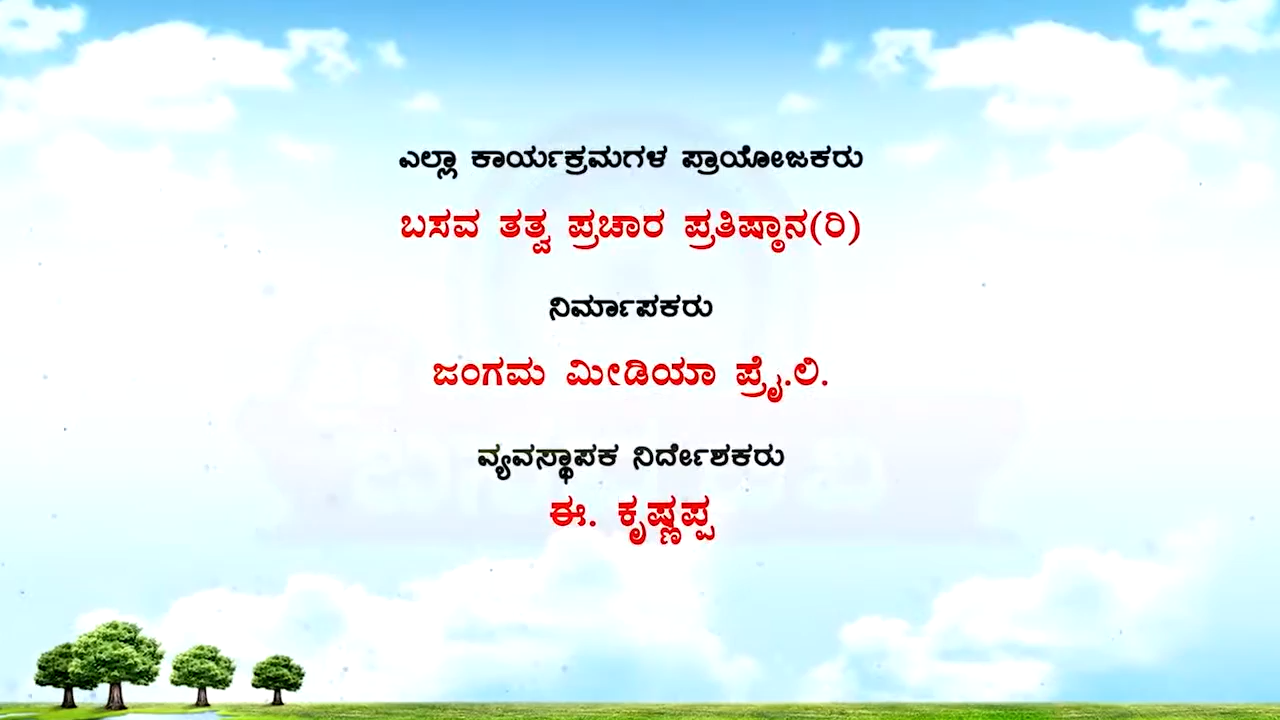 ಎಲ್ಲಾ ಕಾರ್ಯಕ್ರಮಗಳ ಪ್ರಾಯೋಜಕರು
ಬಸವ ತತ್ವ ಪ್ರಚಾರ ಪ್ರತಿಷ್ಠಾನ(ರಿ)
ನಿರ್ಮಾಪಕರು
ಜಂಗಮ ಮೀಡಿಯಾ ಪ್ರೈ.ಲಿ.
ವ್ಯವಸ್ಥಾಪಕ ನಿರ್ದೇಶಕರು
ಈ. ಕೃಷ್ಣಪ್ಪ